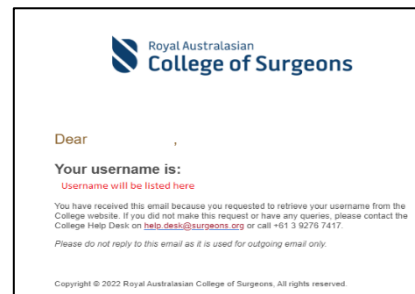 Royal Australasian
College of Surgeons
Dear ,
Your username is:
Username will be listed here
You have received this email because you requested to retrieve your username from the
College website. If you did not make this request or have any queries, please contact the
College Help Desk on help.desk@surgeons.org or call +61 3 9276 7417.
Please do not reply to this email as it is used for outgoing email only.
Copyright © 2022 Royal Australasian College of Surgeons, All rights reserved.